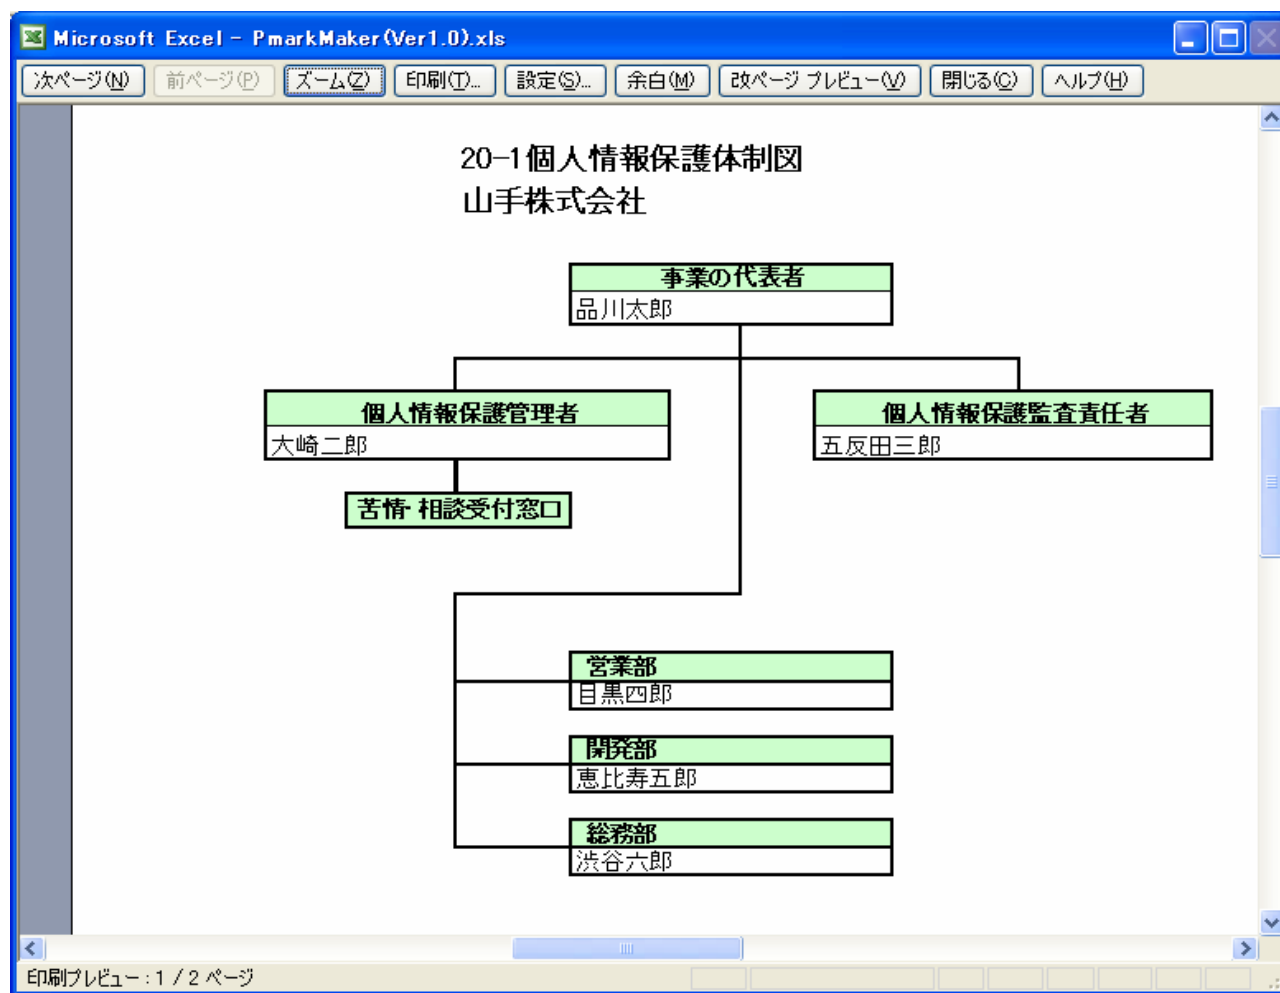 Microsoft Excel - PmarkMaker(Ver1.0).xls
次ページ(N) 前ページ(P) ズーム(Z) 印刷(T)... 設定(S)... 余白(M) 改ページ プレビュー(V) 閉じる(C) ヘルプ(H)
20-1個人情報保護体制図
山手株式会社
事業の代表者
品川太郎
個人情報保護管理者
大崎二郎
個人情報保護監査責任者
五反田三郎
苦情・相談受付窓口
営業部
目黒四郎
開発部
恵比寿五郎
総務部
渋谷六郎
印刷プレビュー : 1 / 2 ページ